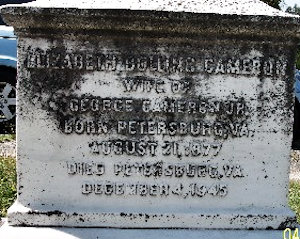 ELIZABETH BOLLING CAMERON
WIFE OF
GEORGE CAMERON JR.
BORN PETERSBURG, VA.
AUGUST 21, 1877
DIED PETERSBURG, VA.
DECEMBER 4, 1945
04